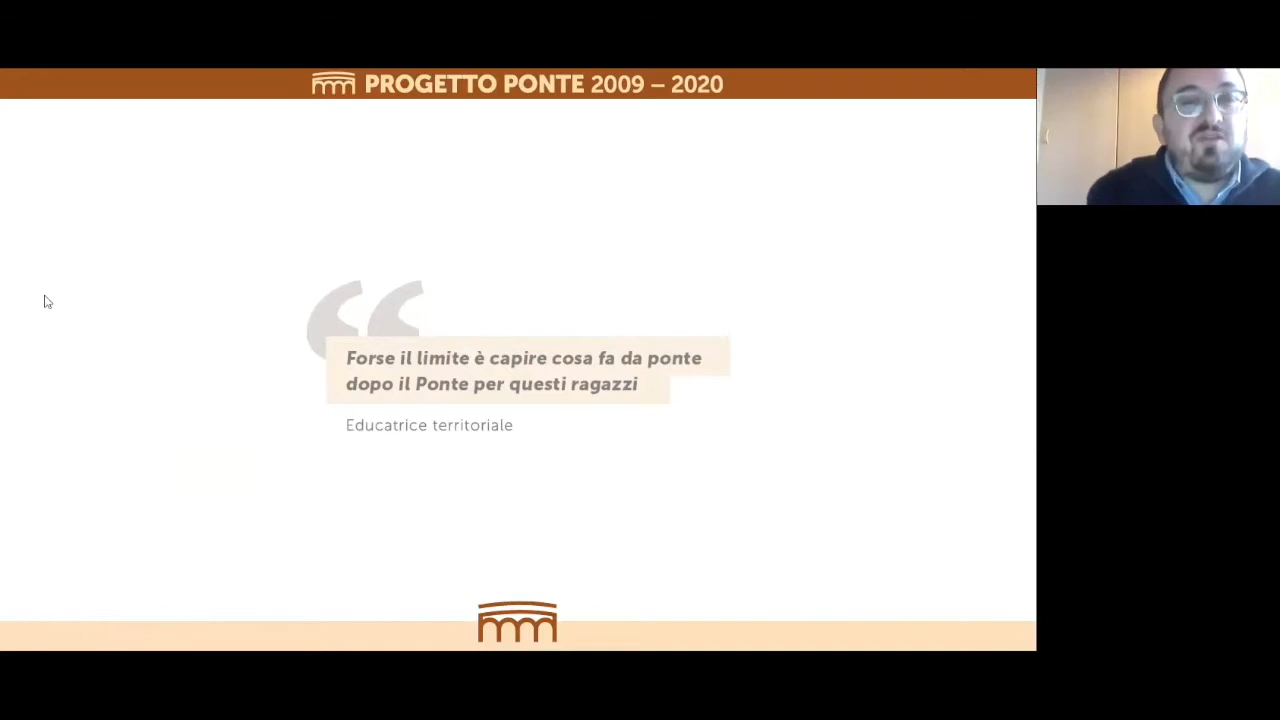 PROGETTO PONTE 2009 – 2020
Forse il limite è capire cosa fa da ponte
dopo il Ponte per questi ragazzi
Educatrice territoriale